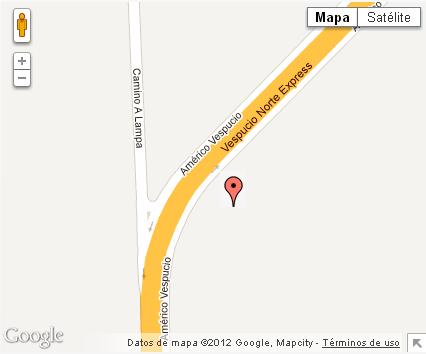 Mapa
Satélite
Américo Vespucio
Vespucio Norte Express
Camino A Lampa
Américo Vespucio
Google
Datos de mapa ©2012 Google, Mapcity - Términos de uso